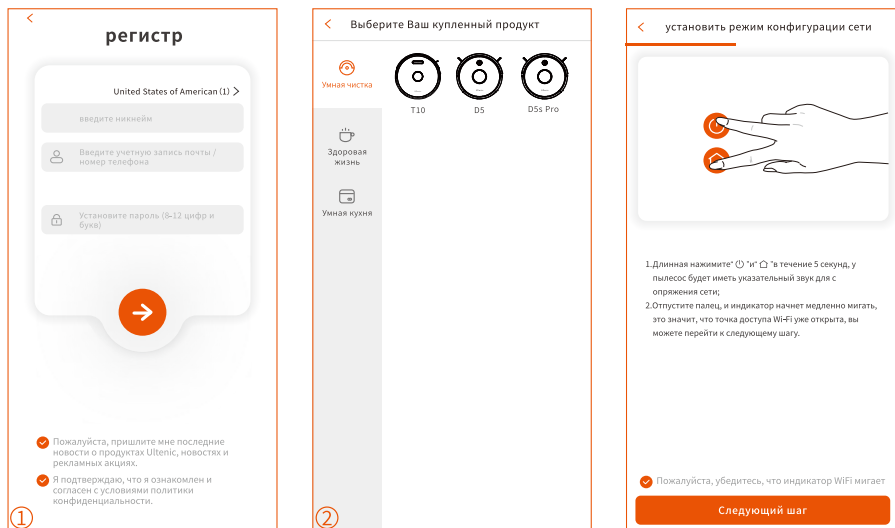 регистр
United States of American (1)
введите никнейм
Введите учетную запись почты /
номер телефона
Установите пароль (8-12 цифр и
букв)
Пожалуйста, пришлите мне последние
новости о продуктах Ultenic, новостях и
рекламных акциях.
Я подтверждаю, что я ознакомлен и
согласен с условиями политики
конфиденциальности.
1
Выберите Ваш купленный продукт
Умная чистка
Здоровая
жизнь
Умная кухня
T10
D5
D5s Pro
2
установить режим конфигурации сети
1.Длинная нажимите" "и" "в течение 5 секунд, у
пылесос будет иметь указательный звук для с
опряжения сети;
2.Отпустите палец, и индикатор начнет медленно мигать,
это значит, что точка доступа Wi-Fi уже открыта, вы
можете перейти к следующему шагу.
Пожалуйста, убедитесь, что индикатор WiFi мигает
Следующий шаг